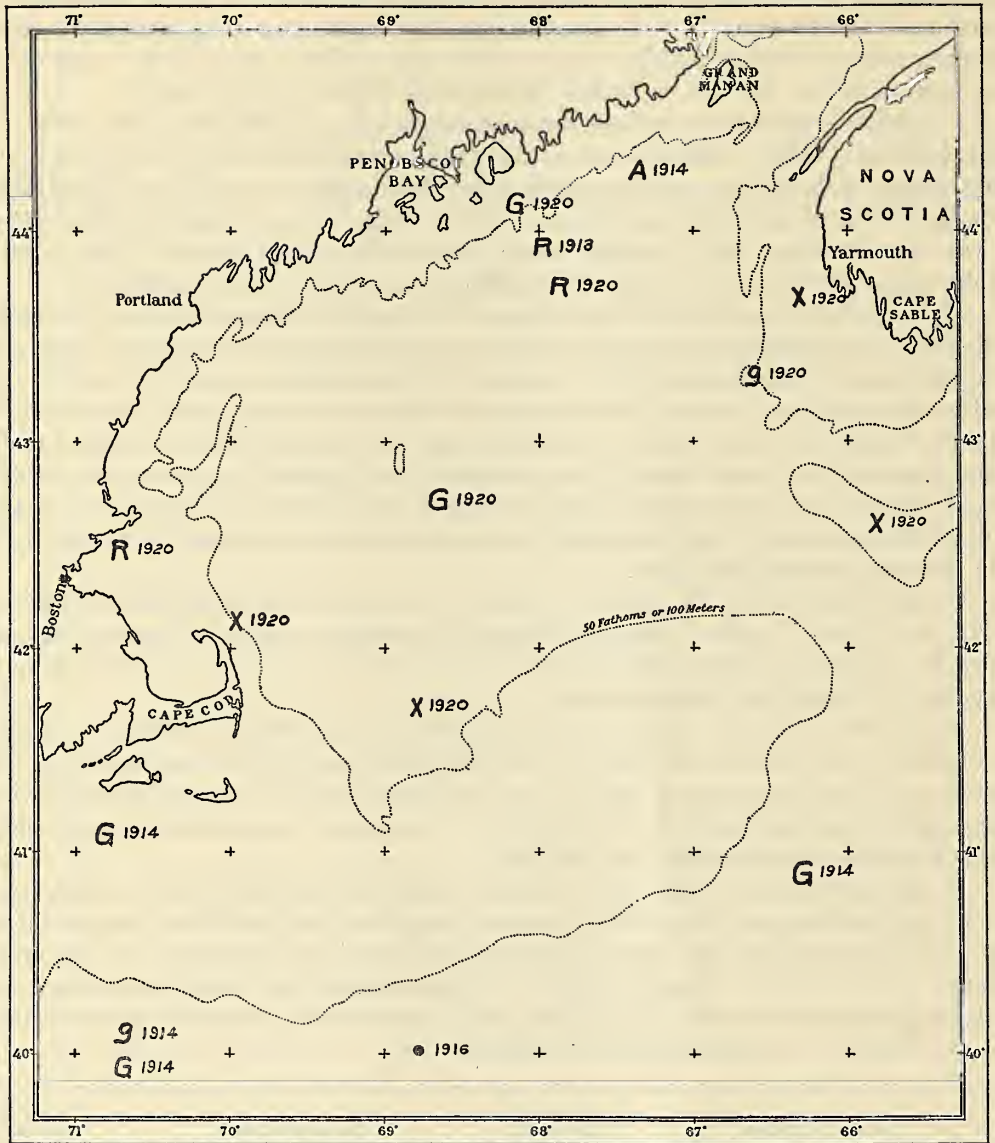 71° 70° 69° 68° 67° 66°
GRAND
MANAN
PENOBSCOT
BAY
A 1914
NOVA
SCOTIA
G 1920
44° 44°
R 1913
Yarmouth
R 1920
X 1920
Portland
CAPE
SABLE
g 1920
43° 43°
G 1920
X 1920
R 1920
Boston
X 1920
50 Fathoms or 100 Meters
42° 42°
X 1920
CAPE COD
G 1914
41° 41°
G 1914
g 1914
40° 40°
● 1916
G 1914
71° 70° 69° 68° 67° 66°